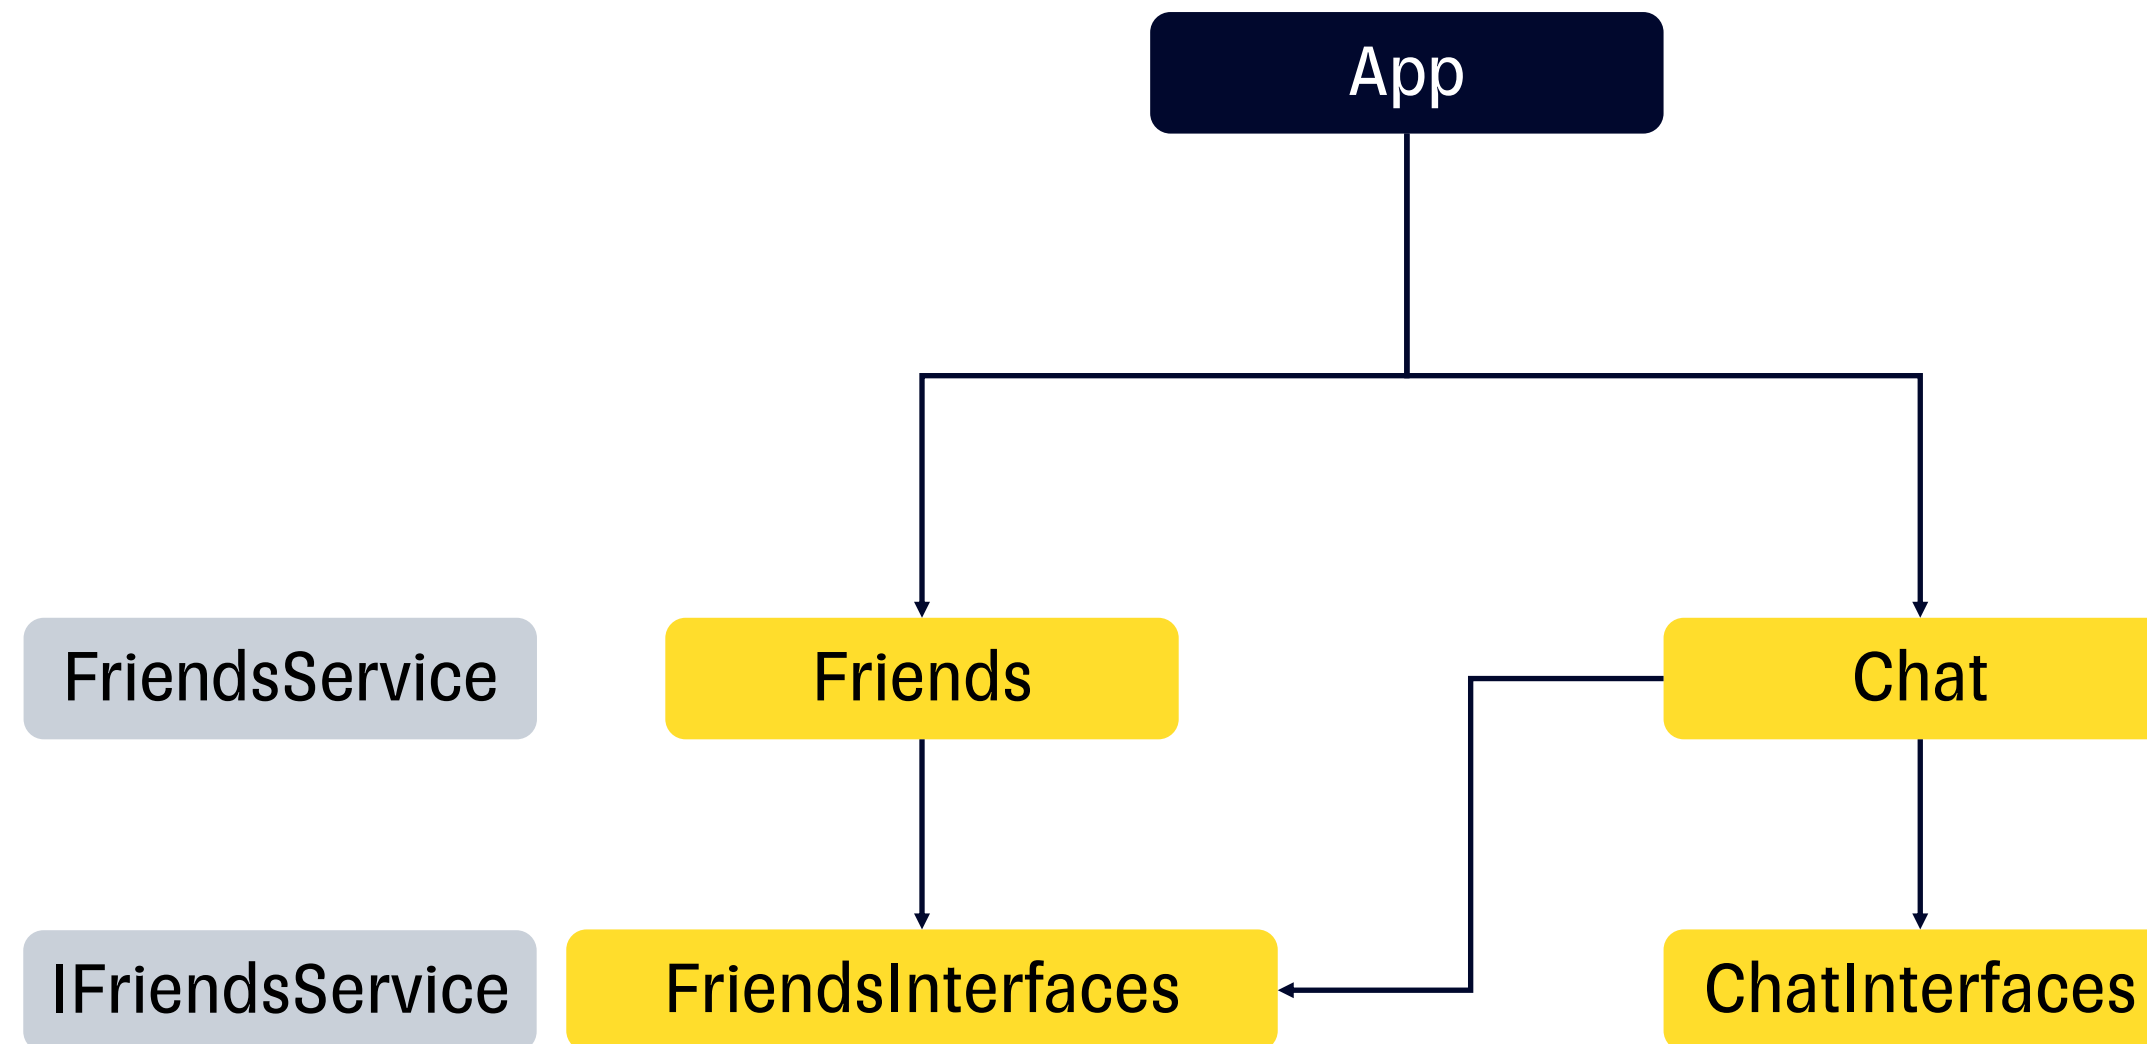 App
FriendsService
Friends
Chat
IFriendsService
FriendsInterfaces
ChatInterfaces